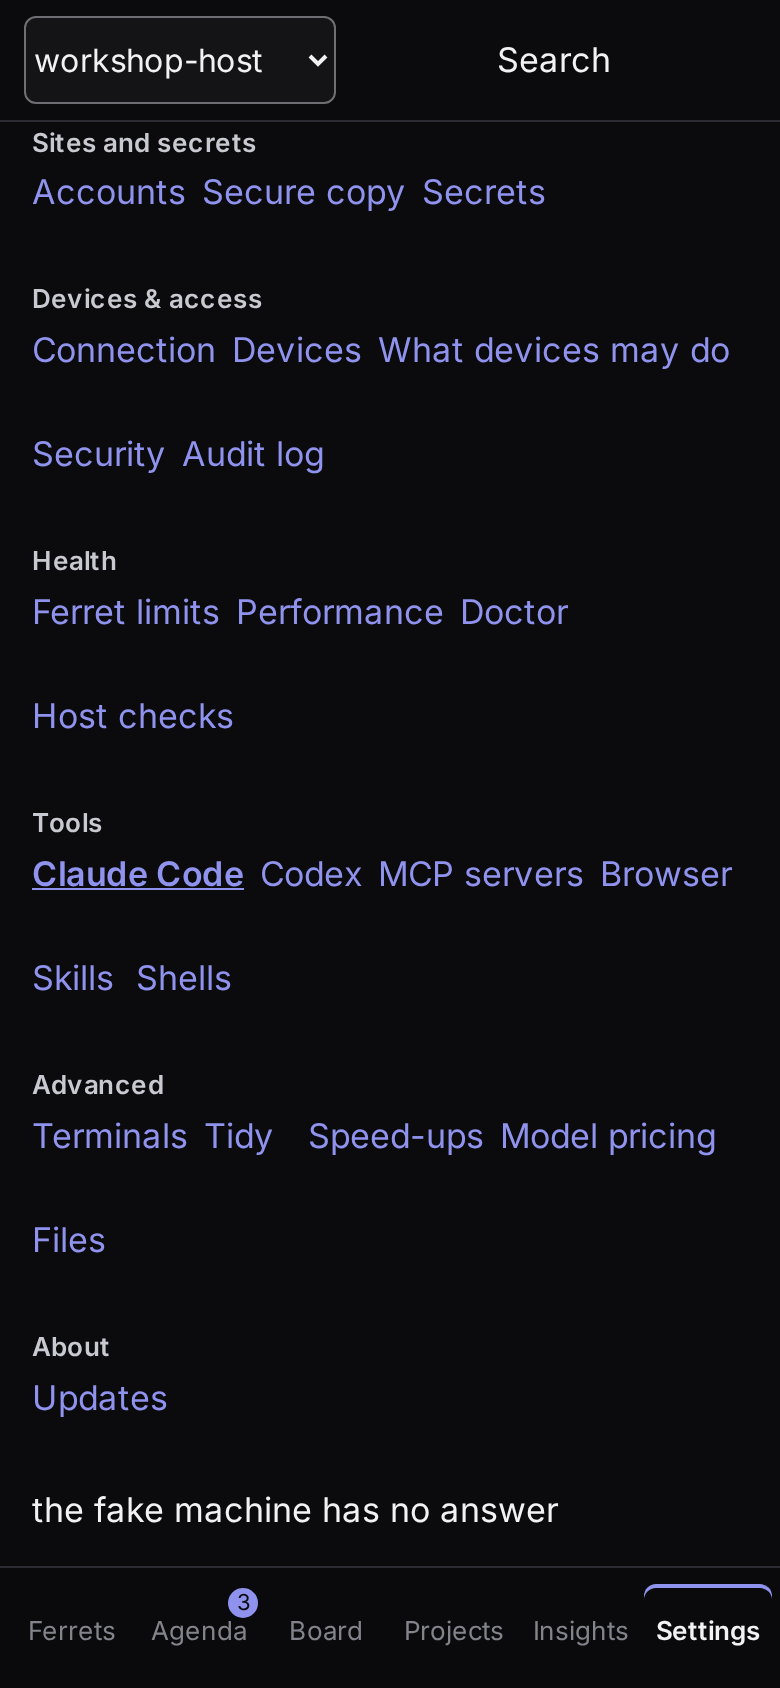 workshop-host Search
Sites and secrets
Accounts Secure copy Secrets
Devices & access
Connection Devices What devices may do
Security Audit log
Health
Ferret limits Performance Doctor
Host checks
Tools
Claude Code Codex MCP servers Browser
Skills Shells
Advanced
Terminals Tidy Speed-ups Model pricing
Files
About
Updates
the fake machine has no answer
3
Ferrets Agenda Board Projects Insights Settings